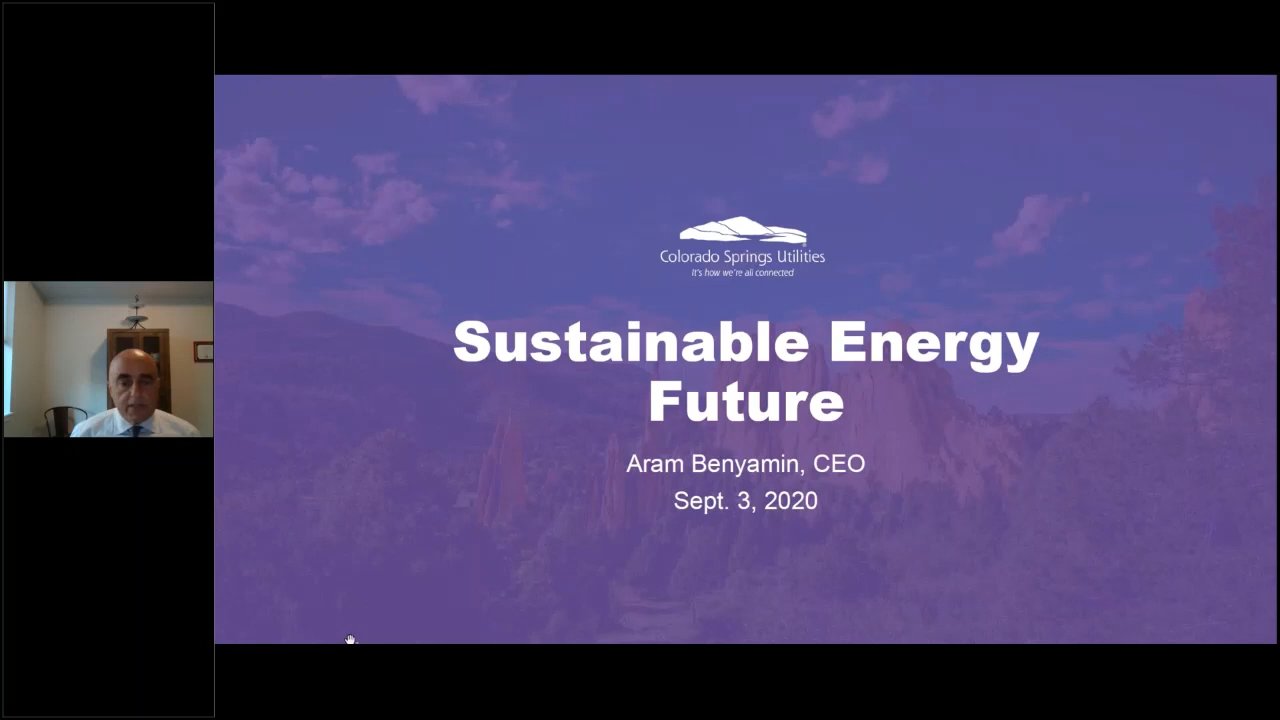 Colorado Springs Utilities
It's how we're all connected
Sustainable Energy
Future
Aram Benyamin, CEO
Sept. 3, 2020